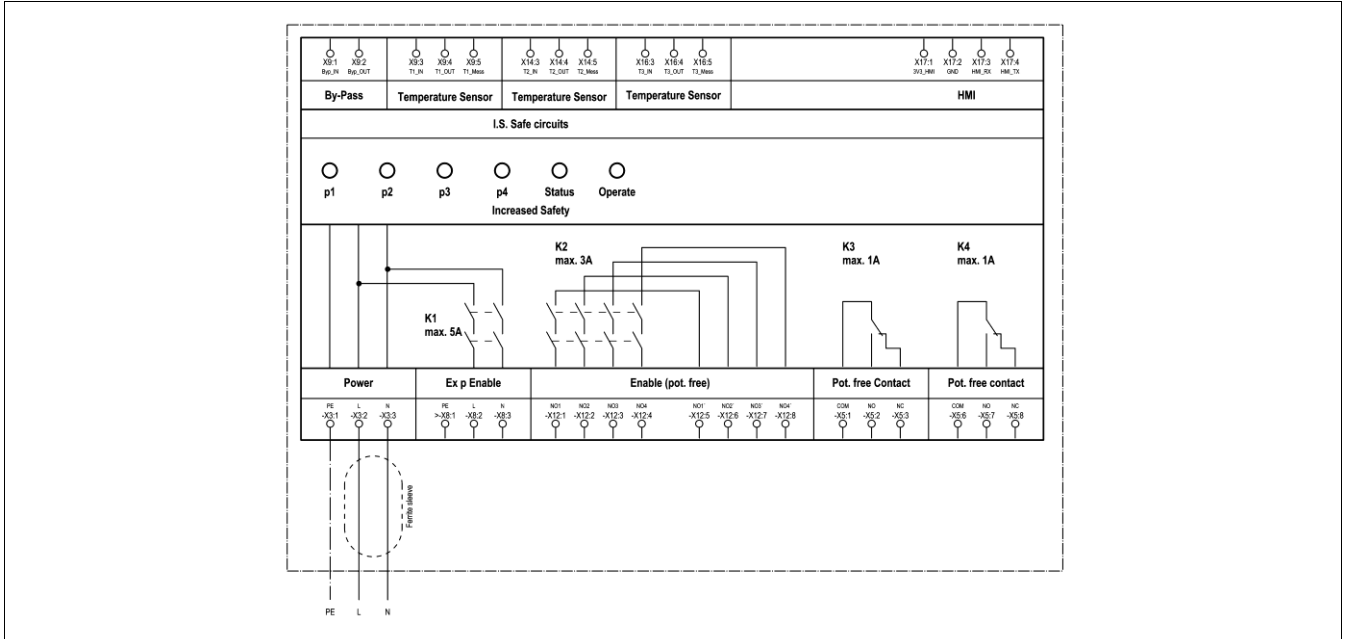 X9:1 X9:2 X9:3 X9:4 X9:5 X14:3 X14:4 X14:5 X16:3 X16:4 X16:5 X17:1 X17:2 X17:3 X17:4
Byp_IN Byp_OUT T1_IN T1_OUT T1_Mess T2_IN T2_OUT T2_Mess T3_IN T3_OUT T3_Mess 3V3_HMI GND HMI_RX HMI_TX
By-Pass Temperature Sensor Temperature Sensor Temperature Sensor HMI
I.S. Safe circuits
p1 p2 p3 p4 Status Operate
Increased Safety
K2 K3 K4
max. 3A max. 1A max. 1A
K1
max. 5A
Power Ex p Enable Enable (pot. free) Pot. free Contact Pot. free contact
PE L N PE L N NO1 NO2 NO3 NO4 NO1' NO2' NO3' NO4' COM NO NC COM NO NC
-X3:1 -X3:2 -X3:3 >-X8:1 -X8:2 -X8:3 -X12:1 -X12:2 -X12:3 -X12:4 -X12:5 -X12:6 -X12:7 -X12:8 -X5:1 -X5:2 -X5:3 -X5:6 -X5:7 -X5:8
Ferrite sleeve
PE L N